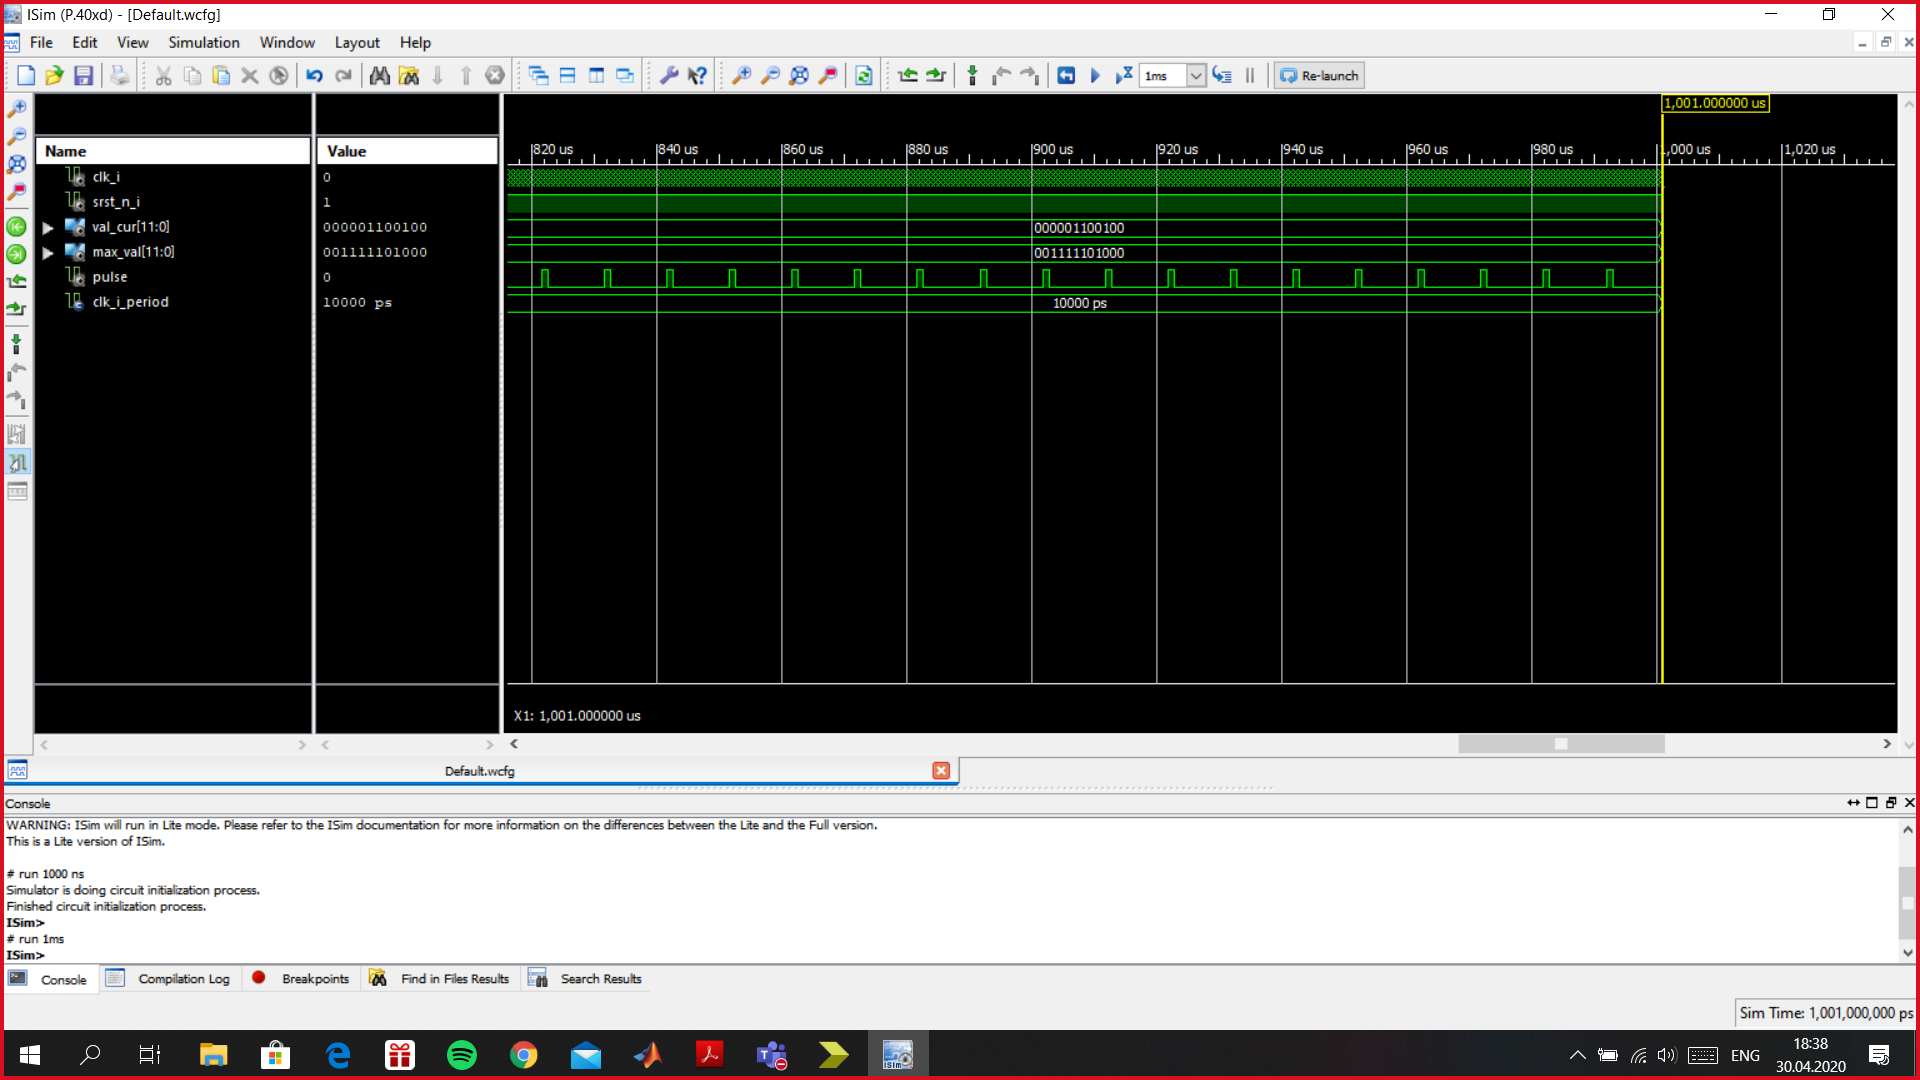 ISim (P.40xd) - [Default.wcfg]
File Edit View Simulation Window Layout Help
1ms Re-launch
1,001.000000 us
Name Value
820 us 840 us 860 us 880 us 900 us 920 us 940 us 960 us 980 us 1,000 us 1,020 us
clk_i 0
srst_n_i 1
val_cur[11:0] 000001100100 000001100100
max_val[11:0] 001111101000 001111101000
pulse 0
clk_i_period 10000 ps 10000 ps
X1: 1,001.000000 us
Default.wcfg
Console
WARNING: ISim will run in Lite mode. Please refer to the ISim documentation for more information on the differences between the Lite and the Full version.
This is a Lite version of ISim.
# run 1000 ns
Simulator is doing circuit initialization process.
Finished circuit initialization process.
ISim>
# run 1ms
ISim>
Console Compilation Log Breakpoints Find in Files Results Search Results
Sim Time: 1,001,000,000 ps
ENG
18:38
30.04.2020